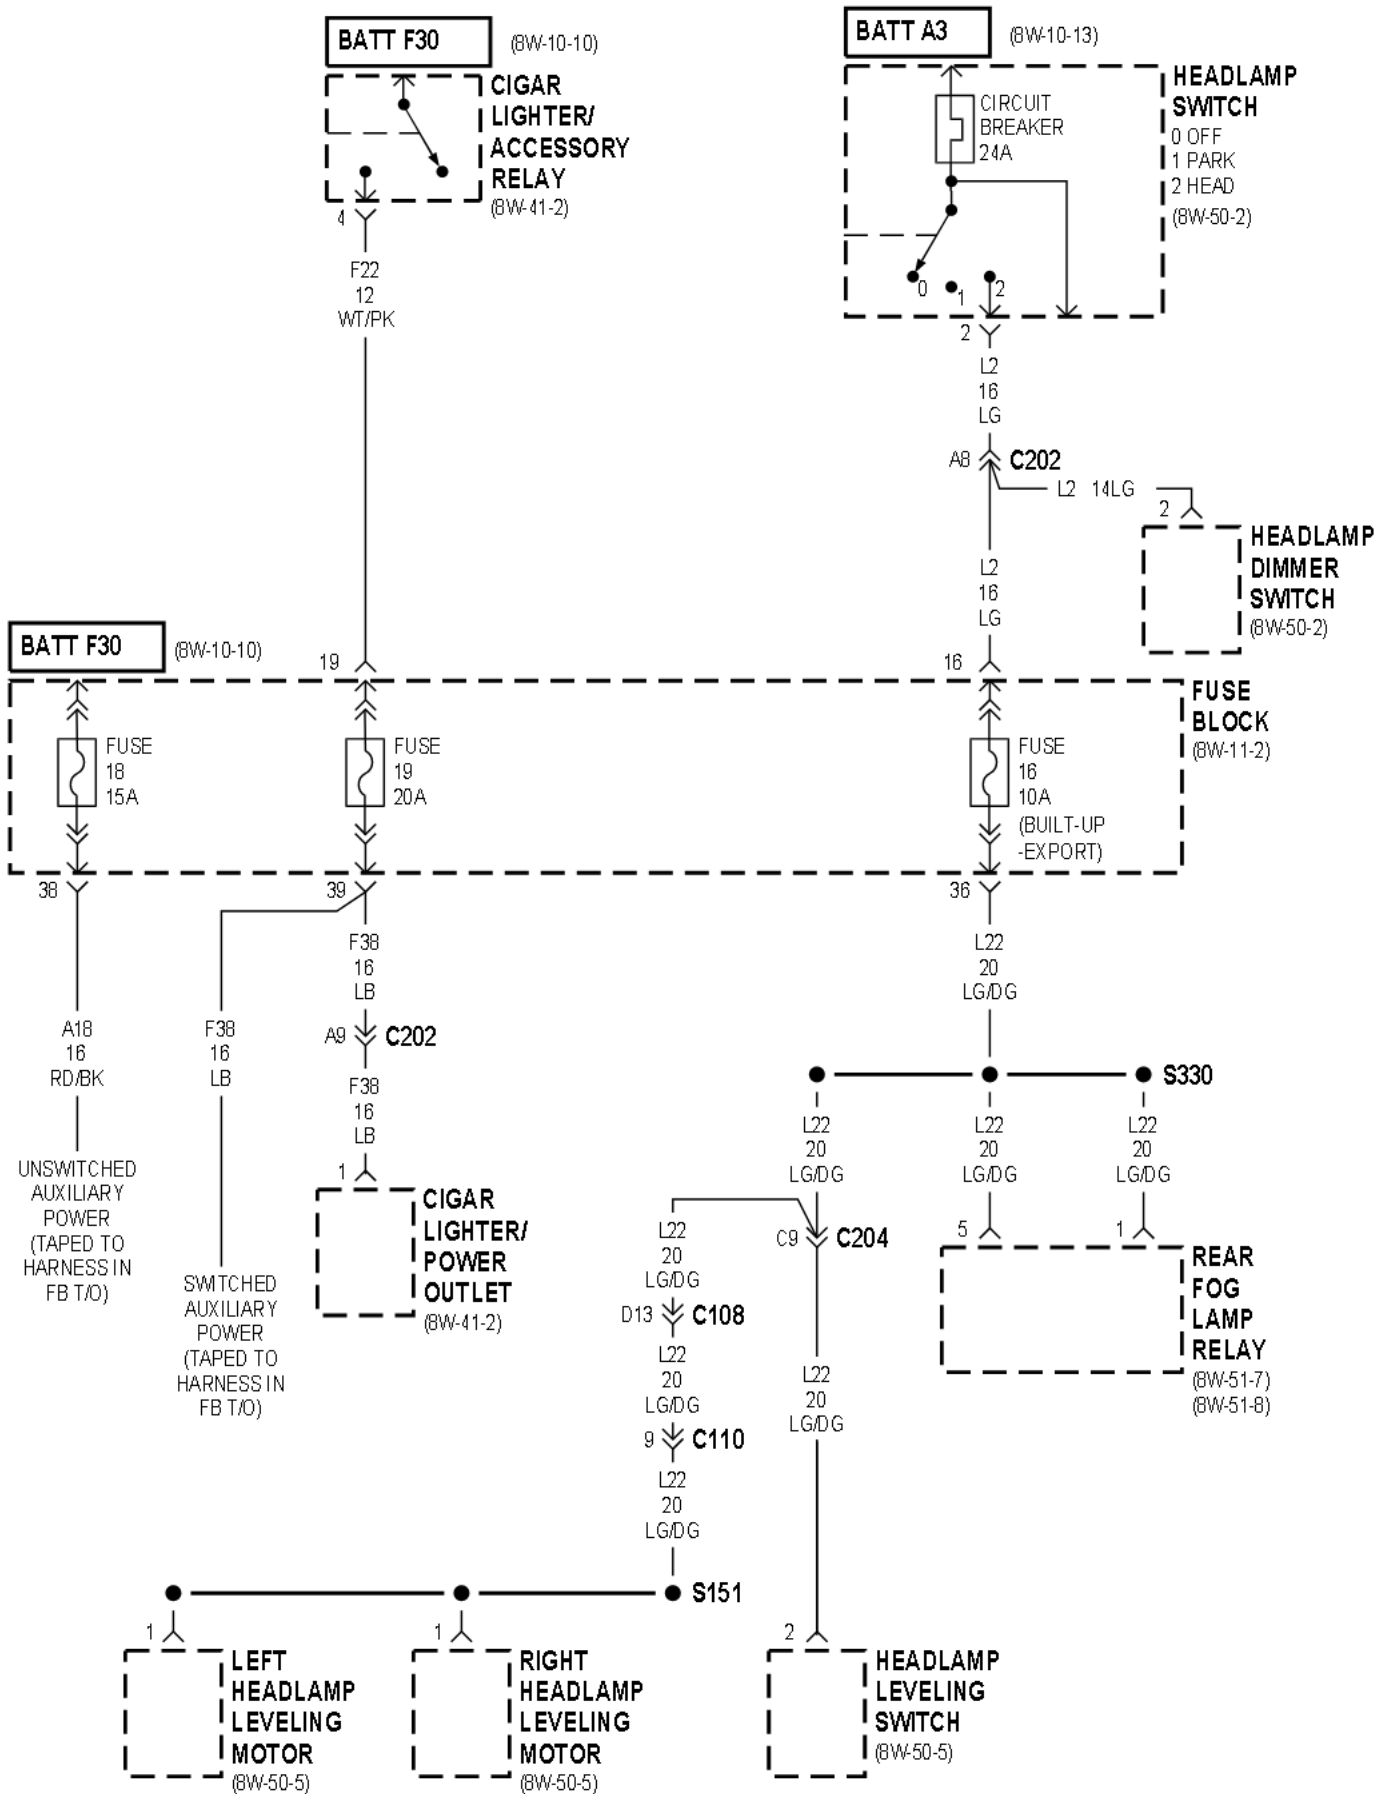 BATT F30
(8W-10-10)
CIGAR
LIGHTER/
ACCESSORY
RELAY
(8W-41-2)
4
F22
12
WT/PK
BATT A3
(8W-10-13)
HEADLAMP
SWITCH
0 OFF
1 PARK
2 HEAD
(8W-50-2)
CIRCUIT
BREAKER
24A
0
1
2
2
L2
16
LG
A8
C202
L2 14LG
2
HEADLAMP
DIMMER
SWITCH
(8W-50-2)
L2
16
LG
BATT F30
(8W-10-10)
19
16
FUSE
BLOCK
(8W-11-2)
FUSE
18
15A
FUSE
19
20A
FUSE
16
10A
(BUILT-UP
-EXPORT)
38
39
36
A18
16
RD/BK
UNSWITCHED
AUXILIARY
POWER
(TAPED TO
HARNESS IN
FB T/O)
F38
16
LB
SWITCHED
AUXILIARY
POWER
(TAPED TO
HARNESS IN
FB T/O)
F38
16
LB
A9
C202
F38
16
LB
1
CIGAR
LIGHTER/
POWER
OUTLET
(8W-41-2)
L22
20
LG/DG
S330
L22
20
LG/DG
L22
20
LG/DG
L22
20
LG/DG
C9
C204
5
1
REAR
FOG
LAMP
RELAY
(8W-51-7)
(8W-51-8)
L22
20
LG/DG
D13
C108
L22
20
LG/DG
9
C110
L22
20
LG/DG
L22
20
LG/DG
S151
1
LEFT
HEADLAMP
LEVELING
MOTOR
(8W-50-5)
1
RIGHT
HEADLAMP
LEVELING
MOTOR
(8W-50-5)
2
HEADLAMP
LEVELING
SWITCH
(8W-50-5)